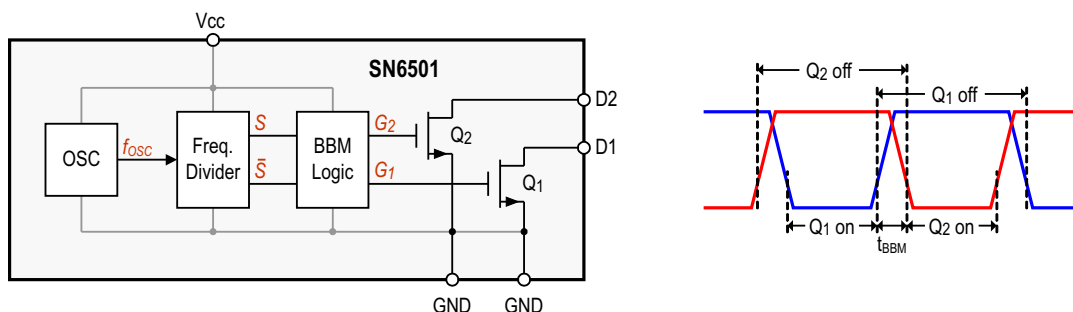 Vcc
SN6501
D2
D1
OSC
fOSC
Freq.
Divider
S
S̄
BBM
Logic
G2
G1
Q2
Q1
GND
GND
Q2 off
Q1 off
Q1 on
tBBM
Q2 on